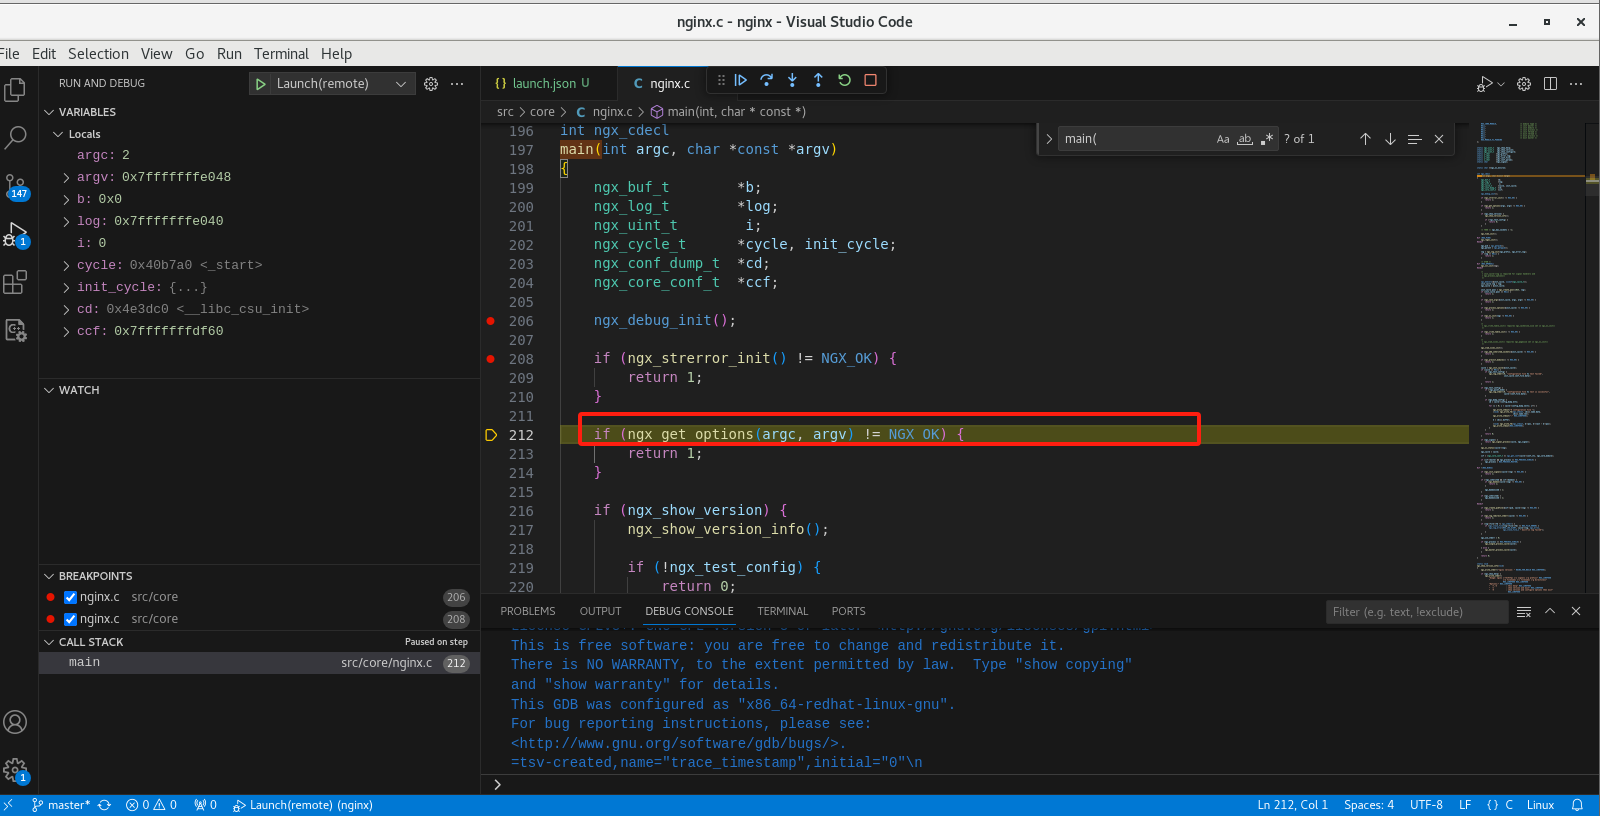 nginx.c - nginx - Visual Studio Code
File Edit Selection View Go Run Terminal Help
RUN AND DEBUG
Launch(remote)
VARIABLES
Locals
argc: 2
argv: 0x7fffffffe048
b: 0x0
log: 0x7fffffffe040
i: 0
cycle: 0x40b7a0 <_start>
init_cycle: {...}
cd: 0x4e3dc0 <__libc_csu_init>
ccf: 0x7fffffffdf60
WATCH
BREAKPOINTS
nginx.c src/core 206
nginx.c src/core 208
CALL STACK Paused on step
main src/core/nginx.c 212
147
1
1
{} launch.json U
C nginx.c
src > core > C nginx.c > main(int, char * const *)
main( Aa ab .* ? of 1
196 int ngx_cdecl
197 main(int argc, char *const *argv)
198 {
199 ngx_buf_t *b;
200 ngx_log_t *log;
201 ngx_uint_t i;
202 ngx_cycle_t *cycle, init_cycle;
203 ngx_conf_dump_t *cd;
204 ngx_core_conf_t *ccf;
205
206 ngx_debug_init();
207
208 if (ngx_strerror_init() != NGX_OK) {
209 return 1;
210 }
211
212 if (ngx_get_options(argc, argv) != NGX_OK) {
213 return 1;
214 }
215
216 if (ngx_show_version) {
217 ngx_show_version_info();
218
219 if (!ngx_test_config) {
220 return 0;
PROBLEMS OUTPUT DEBUG CONSOLE TERMINAL PORTS
Filter (e.g. text, !exclude)
This is free software: you are free to change and redistribute it.
There is NO WARRANTY, to the extent permitted by law.  Type "show copying"
and "show warranty" for details.
This GDB was configured as "x86_64-redhat-linux-gnu".
For bug reporting instructions, please see:
<http://www.gnu.org/software/gdb/bugs/>.
=tsv-created,name="trace_timestamp",initial="0"\n
>
master* 0 0 0 Launch(remote) (nginx) Ln 212, Col 1 Spaces: 4 UTF-8 LF {} C Linux